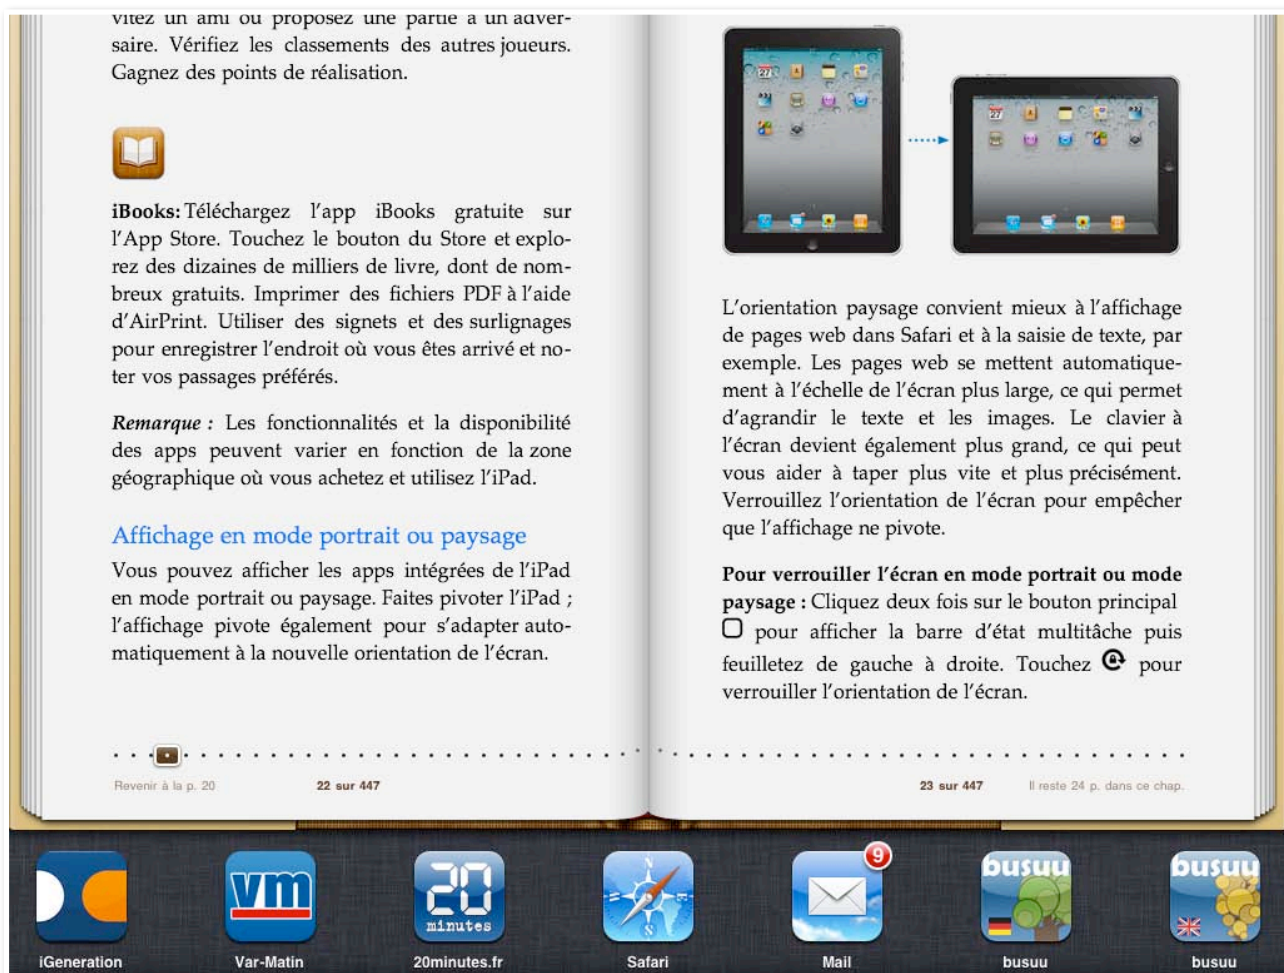 vitez un ami ou proposez une partie à un adver-
saire. Vérifiez les classements des autres joueurs.
Gagnez des points de réalisation.
iBooks: Téléchargez l'app iBooks gratuite sur
l'App Store. Touchez le bouton du Store et explo-
rez des dizaines de milliers de livre, dont de nom-
breux gratuits. Imprimer des fichiers PDF à l'aide
d'AirPrint. Utiliser des signets et des surlignages
pour enregistrer l'endroit où vous êtes arrivé et no-
ter vos passages préférés.
Remarque : Les fonctionnalités et la disponibilité
des apps peuvent varier en fonction de la zone
géographique où vous achetez et utilisez l'iPad.
Affichage en mode portrait ou paysage
Vous pouvez afficher les apps intégrées de l'iPad
en mode portrait ou paysage. Faites pivoter l'iPad ;
l'affichage pivote également pour s'adapter auto-
matiquement à la nouvelle orientation de l'écran.
Revenir à la p. 20
22 sur 447
27
27
L'orientation paysage convient mieux à l'affichage
de pages web dans Safari et à la saisie de texte, par
exemple. Les pages web se mettent automatique-
ment à l'échelle de l'écran plus large, ce qui permet
d'agrandir le texte et les images. Le clavier à
l'écran devient également plus grand, ce qui peut
vous aider à taper plus vite et plus précisément.
Verrouillez l'orientation de l'écran pour empêcher
que l'affichage ne pivote.
Pour verrouiller l'écran en mode portrait ou mode
paysage : Cliquez deux fois sur le bouton principal
pour afficher la barre d'état multitâche puis
feuilletez de gauche à droite. Touchez pour
verrouiller l'orientation de l'écran.
23 sur 447
Il reste 24 p. dans ce chap.
vm
20
minutes
N
S
9
busuu
busuu
iGeneration
Var-Matin
20minutes.fr
Safari
Mail
busuu
busuu